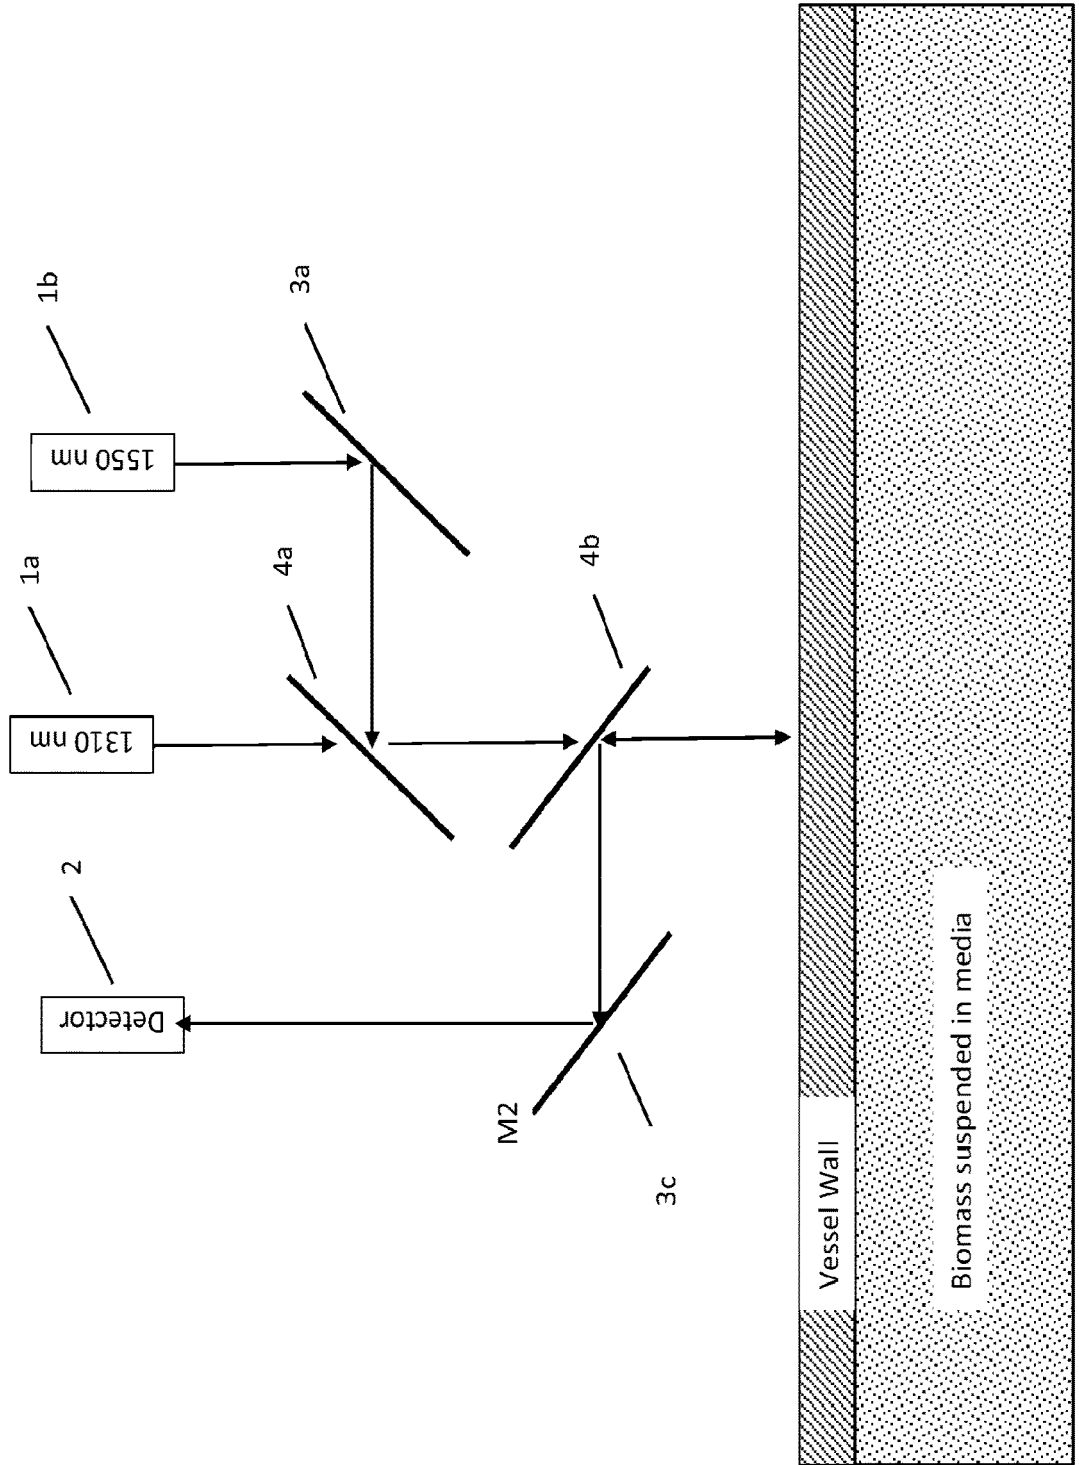 1b
1550 nm
3a
1a
1310 nm
4a
4b
2
Detector
M2
3c
Vessel Wall
Biomass suspended in media